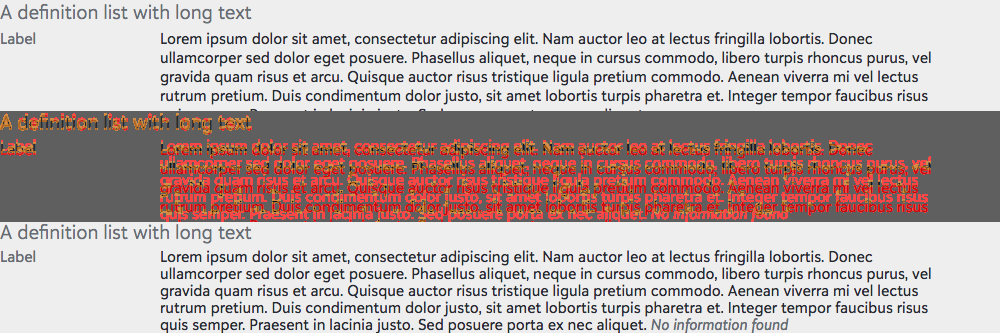 A definition list with long text
Label
Lorem ipsum dolor sit amet, consectetur adipiscing elit. Nam auctor leo at lectus fringilla lobortis. Donec
ullamcorper sed dolor eget posuere. Phasellus aliquet, neque in cursus commodo, libero turpis rhoncus purus, vel
gravida quam risus et arcu. Quisque auctor risus tristique ligula pretium commodo. Aenean viverra mi vel lectus
rutrum pretium. Duis condimentum dolor justo, sit amet lobortis turpis pharetra et. Integer tempor faucibus risus
A definition list with long text
Label
Lorem ipsum dolor sit amet, consectetur adipiscing elit. Nam auctor leo at lectus fringilla lobortis. Donec
ullamcorper sed dolor eget posuere. Phasellus aliquet, neque in cursus commodo, libero turpis rhoncus purus, vel
gravida quam risus et arcu. Quisque auctor risus tristique ligula pretium commodo. Aenean viverra mi vel lectus
rutrum pretium. Duis condimentum dolor justo, sit amet lobortis turpis pharetra et. Integer tempor faucibus risus
quis semper. Praesent in lacinia justo. Sed posuere porta ex nec aliquet. No information found
A definition list with long text
Label
Lorem ipsum dolor sit amet, consectetur adipiscing elit. Nam auctor leo at lectus fringilla lobortis. Donec
ullamcorper sed dolor eget posuere. Phasellus aliquet, neque in cursus commodo, libero turpis rhoncus purus, vel
gravida quam risus et arcu. Quisque auctor risus tristique ligula pretium commodo. Aenean viverra mi vel lectus
rutrum pretium. Duis condimentum dolor justo, sit amet lobortis turpis pharetra et. Integer tempor faucibus risus
quis semper. Praesent in lacinia justo. Sed posuere porta ex nec aliquet. No information found